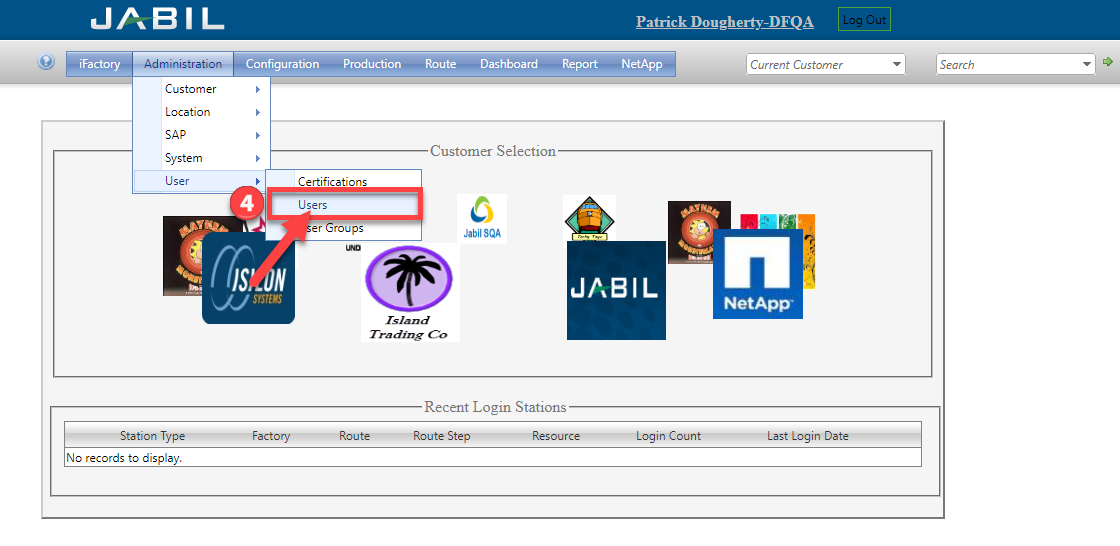 JABIL
Patrick Dougherty-DFQA
Log Out
iFactory Administration Configuration Production Route Dashboard Report NetApp
Current Customer
Search
Customer
Location
SAP
System
User
Certifications
4
Users
User Groups
Customer Selection
MAYHEM
ISILON
SYSTEMS
UND
Island
Trading Co
Jabil SQA
JABIL
MAYHEM
NetApp
Recent Login Stations
Station Type Factory Route Route Step Resource Login Count Last Login Date
No records to display.